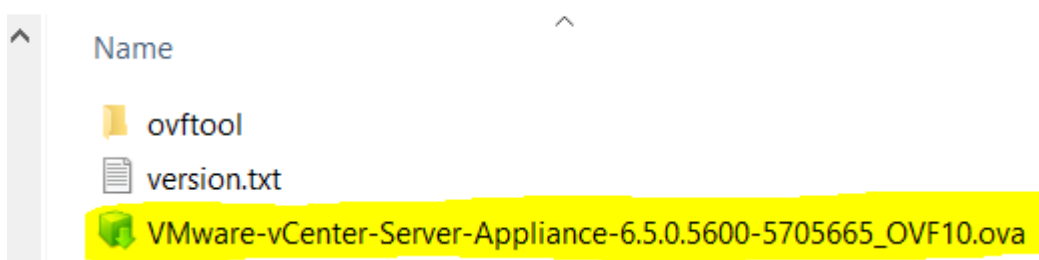 Name
ovftool
version.txt
VMware-vCenter-Server-Appliance-6.5.0.5600-5705665_OVF10.ova